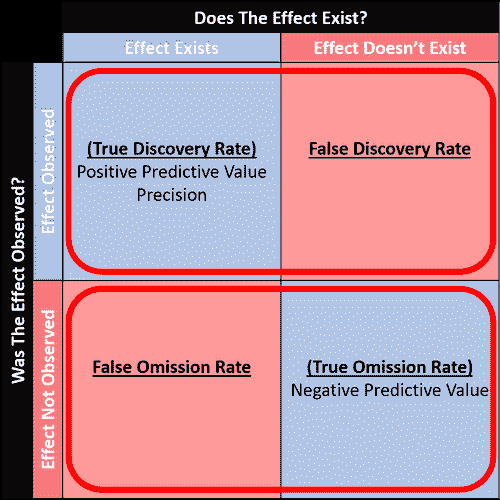 Does The Effect Exist?
Effect Exists
Effect Doesn't Exist
Was The Effect Observed?
Effect Observed
(True Discovery Rate)
Positive Predictive Value
Precision
False Discovery Rate
Effect Not Observed
False Omission Rate
(True Omission Rate)
Negative Predictive Value